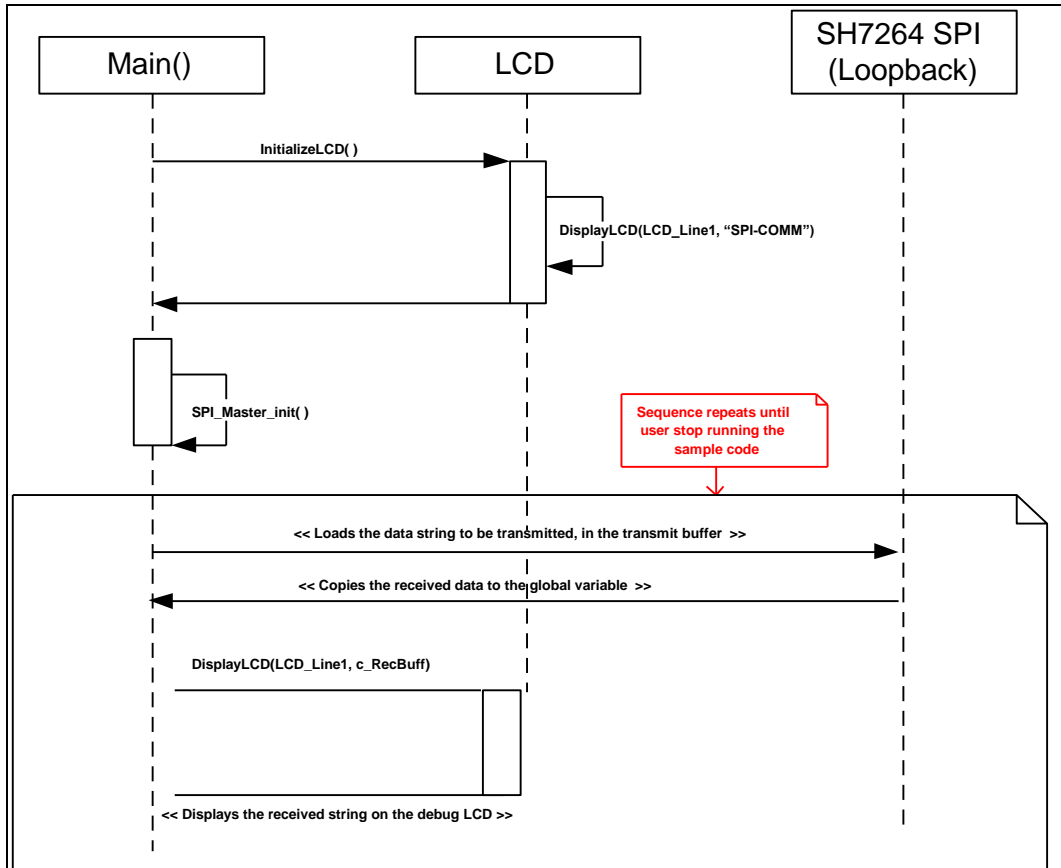 Main()
LCD
SH7264 SPI
(Loopback)
InitializeLCD( )
DisplayLCD(LCD_Line1, “SPI-COMM”)
SPI_Master_init( )
Sequence repeats until
user stop running the
sample code
<< Loads the data string to be transmitted, in the transmit buffer >>
<< Copies the received data to the global variable >>
DisplayLCD(LCD_Line1, c_RecBuff)
<< Displays the received string on the debug LCD >>